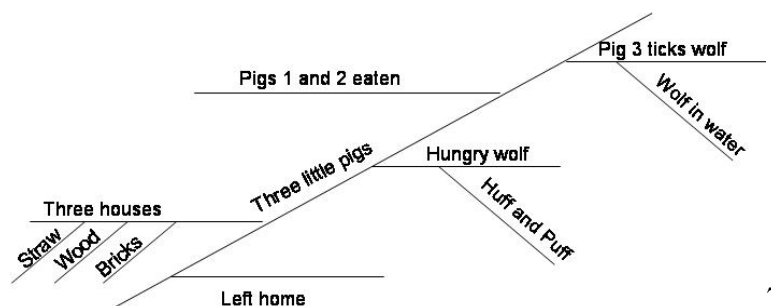 Pig 3 ticks wolf
Pigs 1 and 2 eaten
Wolf in water
Three little pigs
Hungry wolf
Huff and Puff
Three houses
Straw
Wood
Bricks
Left home